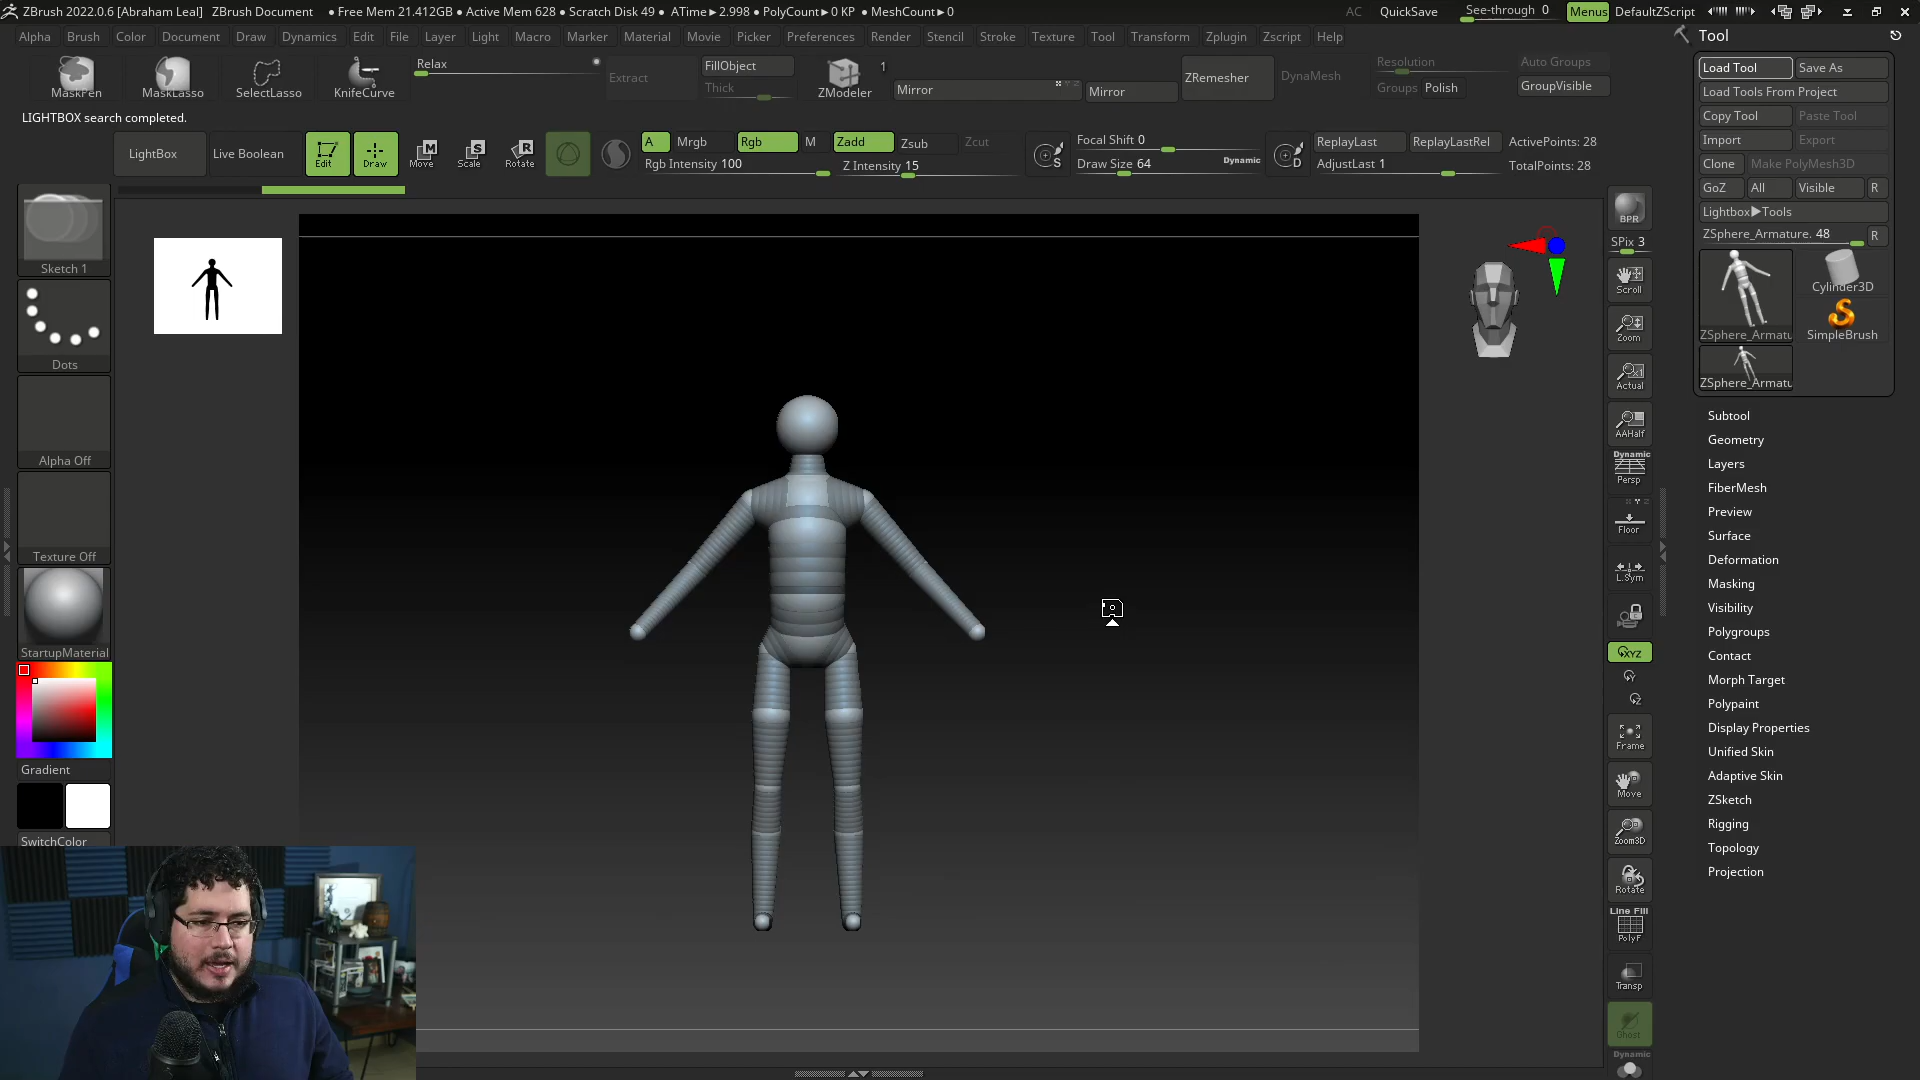 ZBrush 2022.0.6 [Abraham Leal] ZBrush Document • Free Mem 21.412GB • Active Mem 628 • Scratch Disk 49 • ATime▶2.998 • PolyCount▶0 KP • MeshCount▶0 AC QuickSave See-through 0 Menus DefaultZScript
Alpha Brush Color Document Draw Dynamics Edit File Layer Light Macro Marker Material Movie Picker Preferences Render Stencil Stroke Texture Tool Transform Zplugin Zscript Help
MaskPen MaskLasso SelectLasso KnifeCurve
Relax
Extract
FillObject
Thick
ZModeler
1
Mirror
Mirror
ZRemesher
DynaMesh
Resolution
Groups Polish
Auto Groups
GroupVisible
LIGHTBOX search completed.
LightBox
Live Boolean
Edit Draw Move Scale Rotate
A Mrgb Rgb M Zadd Zsub Zcut
Rgb Intensity 100 Z Intensity 15
S
Focal Shift 0
Draw Size 64 Dynamic
D
ReplayLast ReplayLastRel ActivePoints: 28
AdjustLast 1 TotalPoints: 28
Sketch 1
Dots
Alpha Off
Texture Off
StartupMaterial
Gradient
SwitchColor
BPR
SPix 3
Scroll
Zoom
Actual
AAHalf
Dynamic
Persp
Floor
L.Sym
XYZ
Y
Z
Frame
Move
Zoom3D
Rotate
Line Fill
PolyF
Transp
Ghost
Dynamic
Tool
Load Tool Save As
Load Tools From Project
Copy Tool Paste Tool
Import Export
Clone Make PolyMesh3D
GoZ All Visible R
Lightbox▶Tools
ZSphere_Armature. 48 R
Cylinder3D
ZSphere_Armatu SimpleBrush
ZSphere_Armatu
Subtool
Geometry
Layers
FiberMesh
Preview
Surface
Deformation
Masking
Visibility
Polygroups
Contact
Morph Target
Polypaint
Display Properties
Unified Skin
Adaptive Skin
ZSketch
Rigging
Topology
Projection